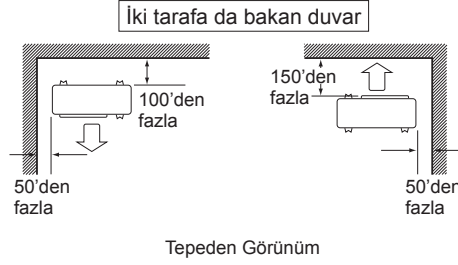 İki tarafa da bakan duvar
100'den
fazla
50'den
fazla
150'den
fazla
50'den
fazla
Tepeden Görünüm